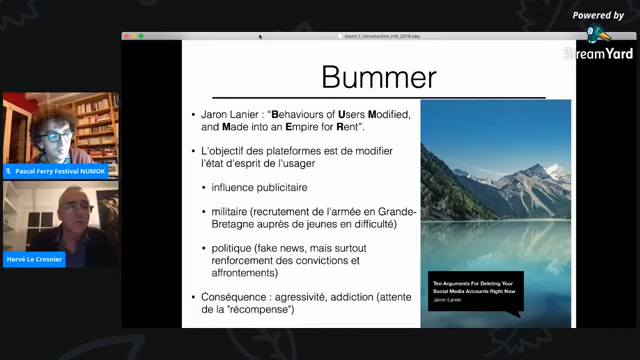 Powered by
StreamYard
cnum_1_introduction_HN_2018.key
Bummer
• Jaron Lanier : "Behaviours of Users Modified,
and Made into an Empire for Rent".
• L'objectif des plateformes est de modifier
l'état d'esprit de l'usager
• influence publicitaire
• militaire (recrutement de l'armée en Grande-
Bretagne auprès de jeunes en difficulté)
• politique (fake news, mais surtout
renforcement des convictions et
affrontements)
• Conséquence : agressivité, addiction (attente
de la "récompense")
Ten Arguments For Deleting Your
Social Media Accounts Right Now
Jaron Lanier
Pascal Ferry Festival NUMOK
Hervé Le Crosnier